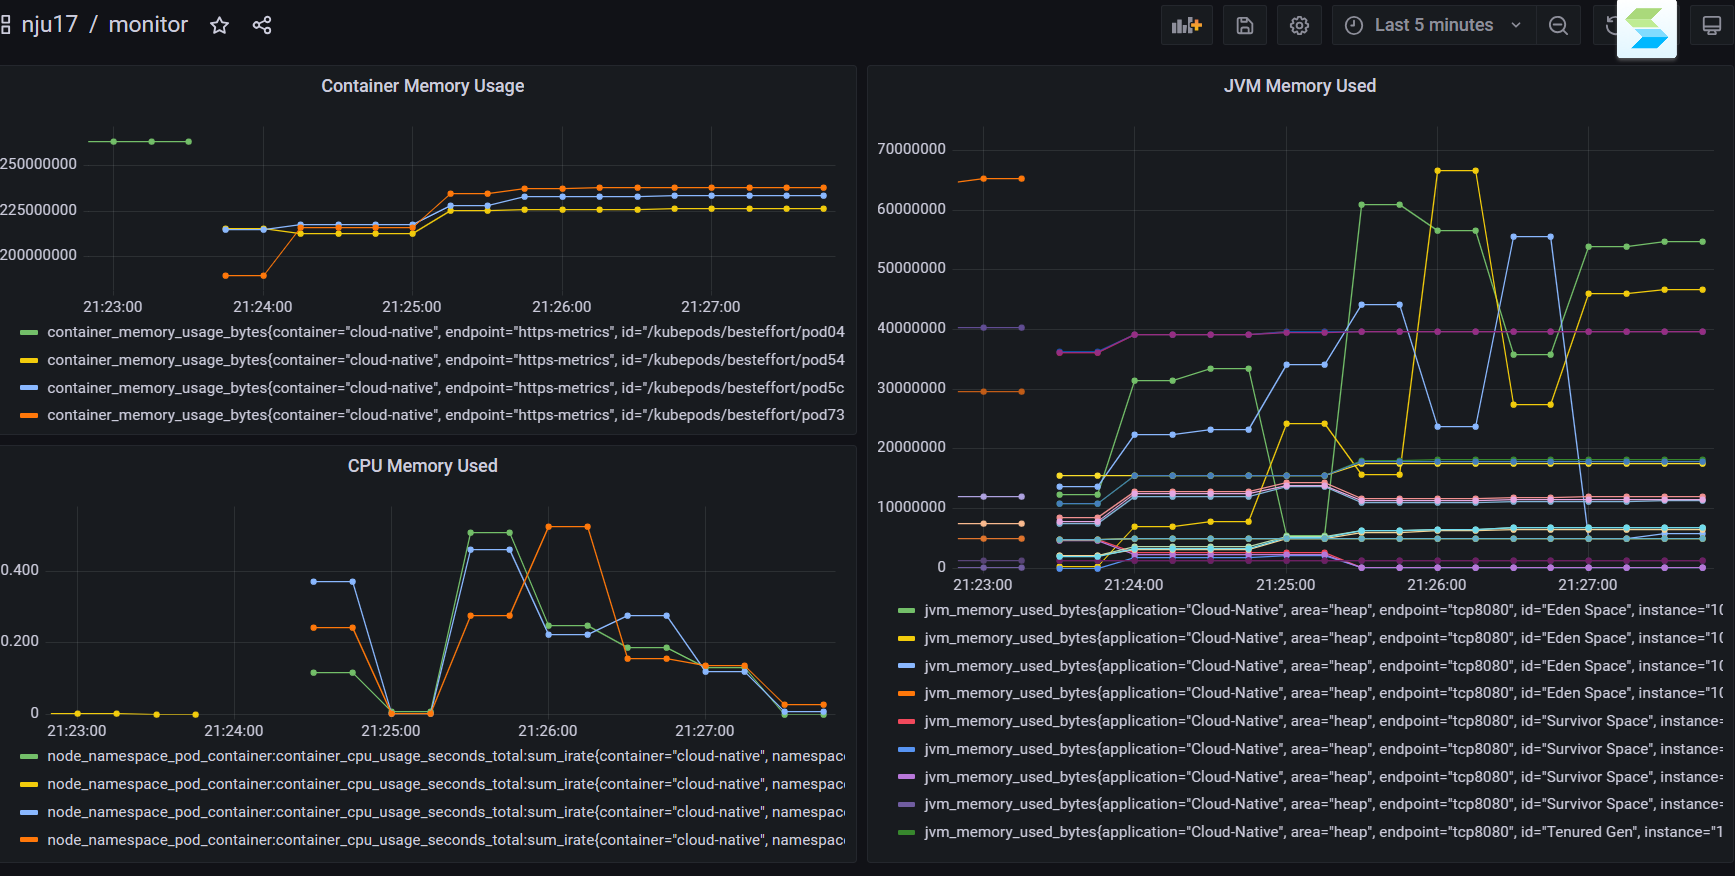 nju17 / monitor
Last 5 minutes
Container Memory Usage
250000000
225000000
200000000
21:23:00 21:24:00 21:25:00 21:26:00 21:27:00
container_memory_usage_bytes{container="cloud-native", endpoint="https-metrics", id="/kubepods/besteffort/pod04
container_memory_usage_bytes{container="cloud-native", endpoint="https-metrics", id="/kubepods/besteffort/pod54
container_memory_usage_bytes{container="cloud-native", endpoint="https-metrics", id="/kubepods/besteffort/pod5c
container_memory_usage_bytes{container="cloud-native", endpoint="https-metrics", id="/kubepods/besteffort/pod73
CPU Memory Used
0.400
0.200
0
21:23:00 21:24:00 21:25:00 21:26:00 21:27:00
node_namespace_pod_container:container_cpu_usage_seconds_total:sum_irate{container="cloud-native", namespace
node_namespace_pod_container:container_cpu_usage_seconds_total:sum_irate{container="cloud-native", namespace
node_namespace_pod_container:container_cpu_usage_seconds_total:sum_irate{container="cloud-native", namespace
node_namespace_pod_container:container_cpu_usage_seconds_total:sum_irate{container="cloud-native", namespace
JVM Memory Used
70000000
60000000
50000000
40000000
30000000
20000000
10000000
0
21:23:00 21:24:00 21:25:00 21:26:00 21:27:00
jvm_memory_used_bytes{application="Cloud-Native", area="heap", endpoint="tcp8080", id="Eden Space", instance="10
jvm_memory_used_bytes{application="Cloud-Native", area="heap", endpoint="tcp8080", id="Eden Space", instance="10
jvm_memory_used_bytes{application="Cloud-Native", area="heap", endpoint="tcp8080", id="Eden Space", instance="10
jvm_memory_used_bytes{application="Cloud-Native", area="heap", endpoint="tcp8080", id="Eden Space", instance="10
jvm_memory_used_bytes{application="Cloud-Native", area="heap", endpoint="tcp8080", id="Survivor Space", instance=
jvm_memory_used_bytes{application="Cloud-Native", area="heap", endpoint="tcp8080", id="Survivor Space", instance=
jvm_memory_used_bytes{application="Cloud-Native", area="heap", endpoint="tcp8080", id="Survivor Space", instance=
jvm_memory_used_bytes{application="Cloud-Native", area="heap", endpoint="tcp8080", id="Survivor Space", instance=
jvm_memory_used_bytes{application="Cloud-Native", area="heap", endpoint="tcp8080", id="Tenured Gen", instance="1